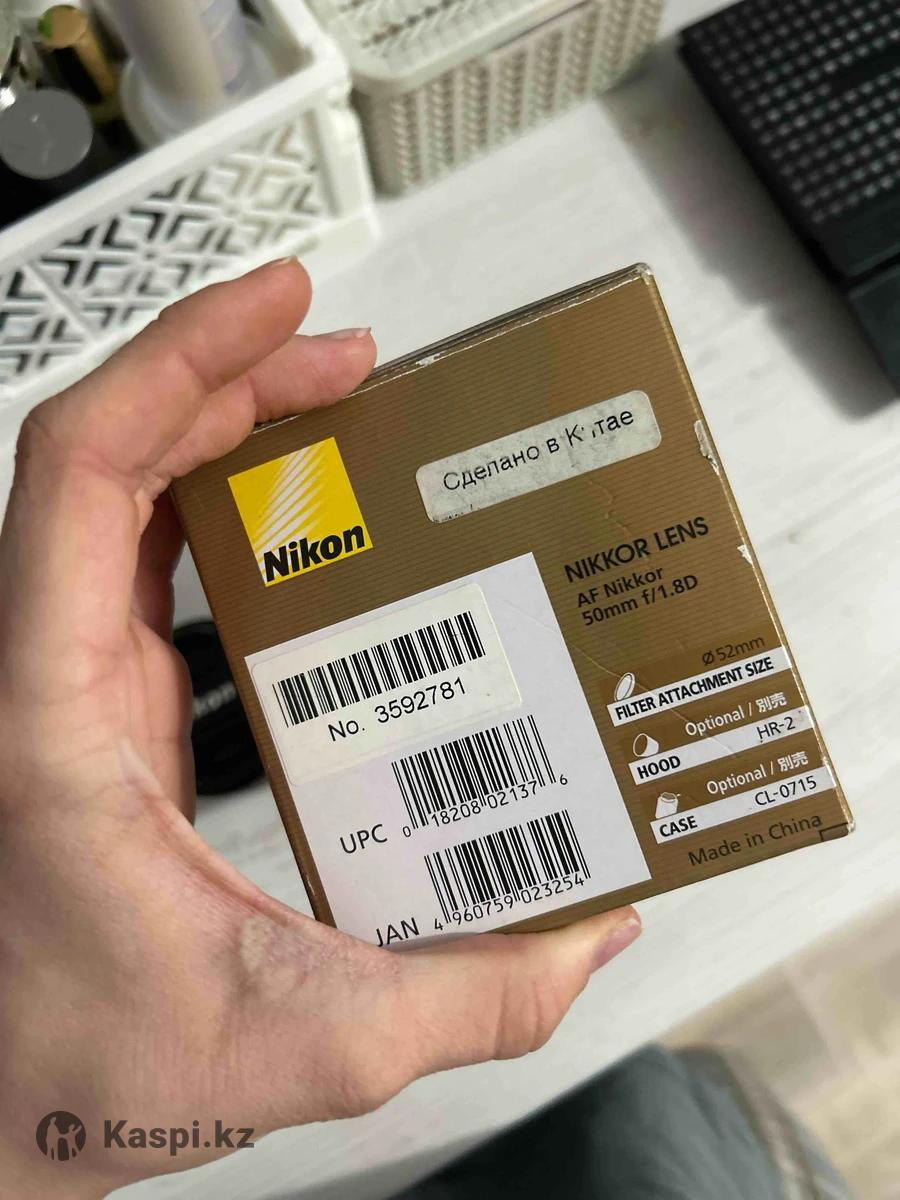 Nikon
Сделано в Китае
NIKKOR LENS
AF Nikkor
50mm f/1.8D
Ø52mm
FILTER ATTACHMENT SIZE
Optional / 別売
HOOD HR-2
Optional / 別売
CASE CL-0715
Made in China
No. 3592781
UPC 0 18208 02137 6
JAN 4 960759 023254
Kaspi.kz